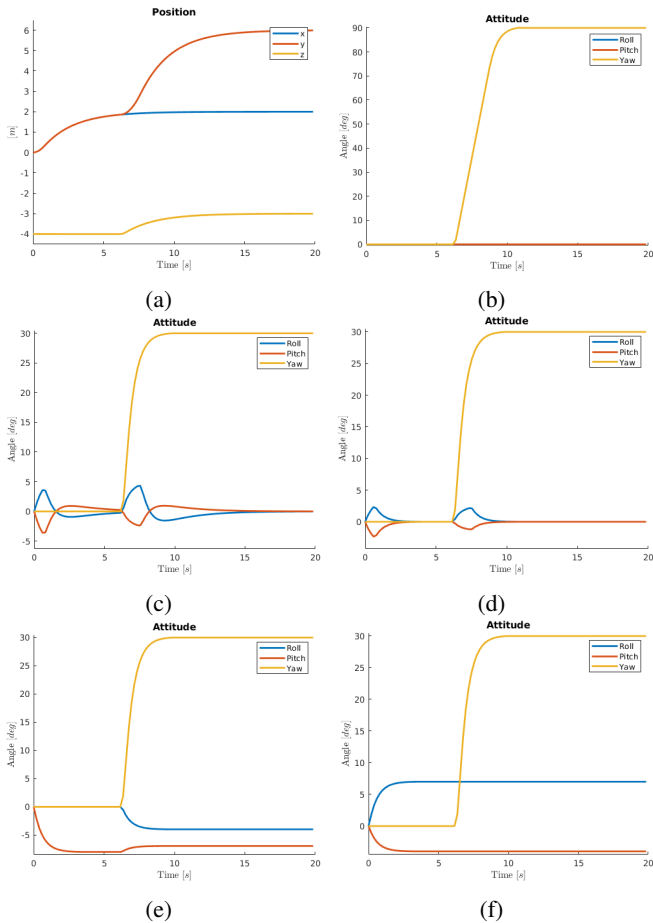 Position
6
5
4
3
2
1
0
-1
-2
-3
-4
[m]
x
y
z
0 5 10 15 20
Time [s]
(a)
Attitude
90
80
70
60
50
40
30
20
10
0
Angle [deg]
Roll
Pitch
Yaw
0 5 10 15 20
Time [s]
(b)
Attitude
30
25
20
15
10
5
0
-5
Angle [deg]
Roll
Pitch
Yaw
0 5 10 15 20
Time [s]
(c)
Attitude
30
25
20
15
10
5
0
Angle [deg]
Roll
Pitch
Yaw
0 5 10 15 20
Time [s]
(d)
Attitude
30
25
20
15
10
5
0
-5
Angle [deg]
Roll
Pitch
Yaw
0 5 10 15 20
Time [s]
(e)
Attitude
30
25
20
15
10
5
0
Angle [deg]
Roll
Pitch
Yaw
0 5 10 15 20
Time [s]
(f)